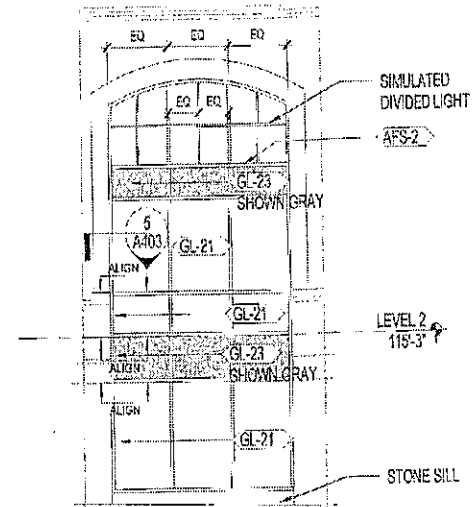 EQ EQ EQ
SIMULATED
DIVIDED LIGHT
EQ EQ
AFS-2
GL-23
SHOWN GRAY
5
A403
GL-21
ALIGN
GL-21
LEVEL 2
115'-3"
GL-23
ALIGN
SHOWN GRAY
ALIGN
GL-21
STONE SILL